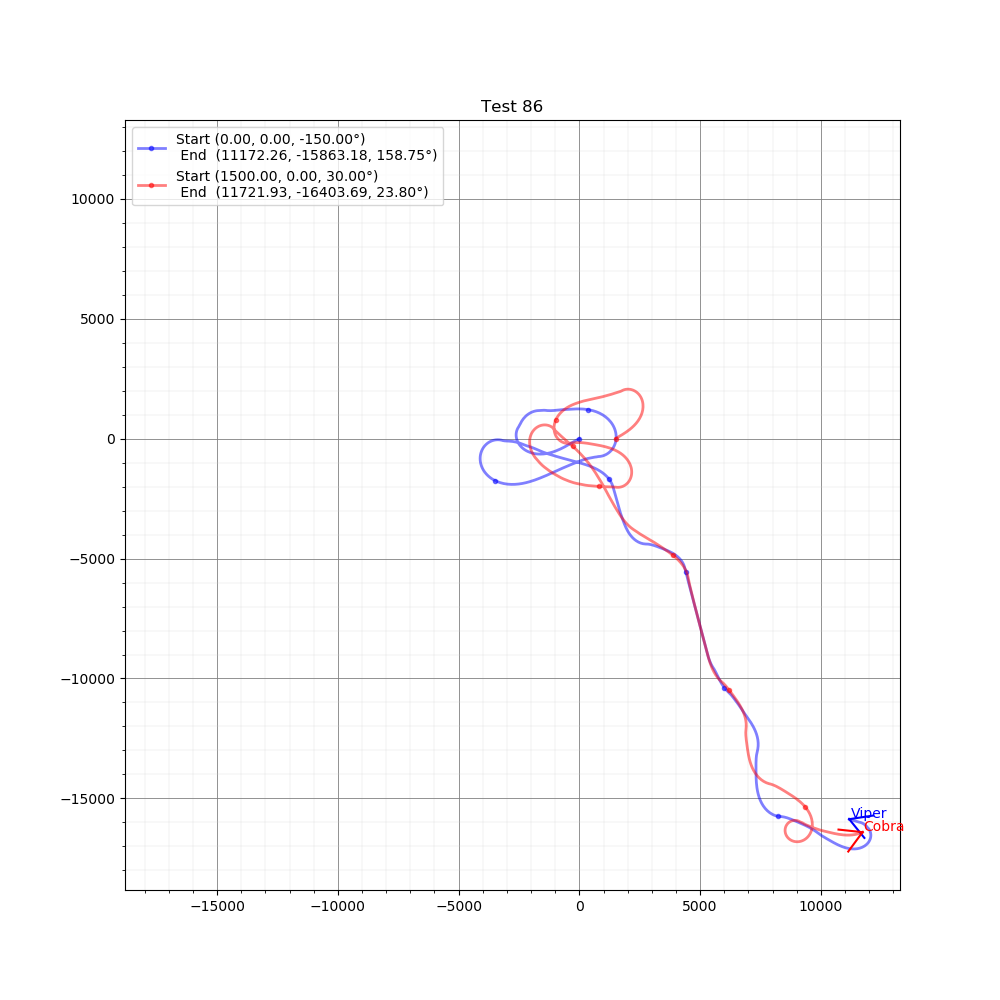 Test 86
Start (0.00, 0.00, -150.00°)
End (11172.26, -15863.18, 158.75°)
Start (1500.00, 0.00, 30.00°)
End (11721.93, -16403.69, 23.80°)
10000
5000
0
−5000
−10000
−15000
Viper
Cobra
−15000 −10000 −5000 0 5000 10000